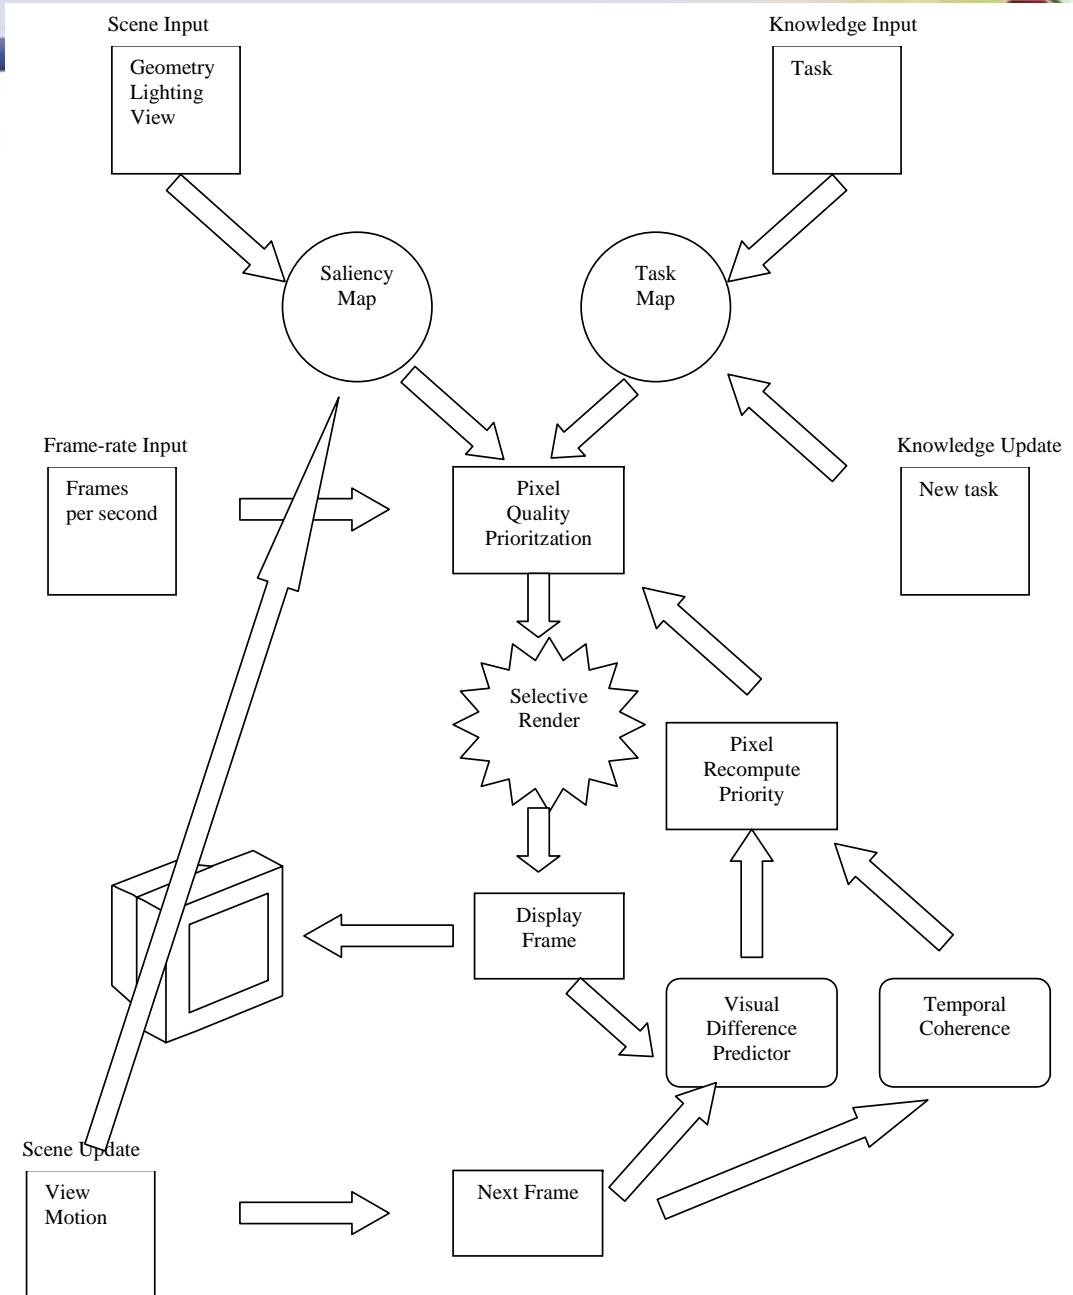 Scene Input
Knowledge Input
Geometry
Lighting
View
Task
Saliency
Map
Task
Map
Frame-rate Input
Knowledge Update
Frames
per second
Pixel
Quality
Prioritzation
New task
Selective
Render
Pixel
Recompute
Priority
Display
Frame
Visual
Difference
Predictor
Temporal
Coherence
Scene Update
View
Motion
Next Frame